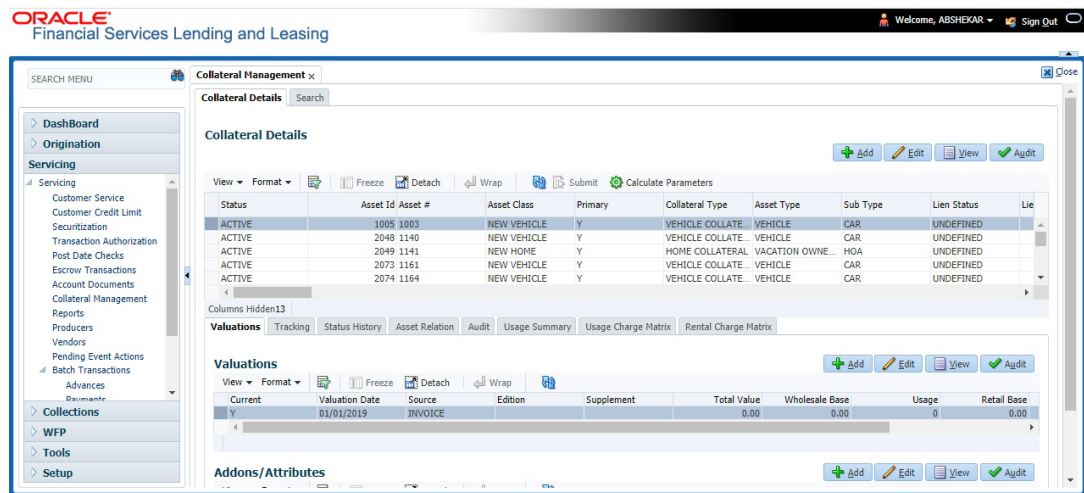 ORACLE
Financial Services Lending and Leasing
Welcome, ABSHEKAR
Sign Out
SEARCH MENU
DashBoard
Origination
Servicing
Servicing
Customer Service
Customer Credit Limit
Securitization
Transaction Authorization
Post Date Checks
Escrow Transactions
Account Documents
Collateral Management
Reports
Producers
Vendors
Pending Event Actions
Batch Transactions
Advances
Payments
Collections
WFP
Tools
Setup
Collateral Management x
Close
Collateral Details Search
Collateral Details
Add Edit View Audit
View Format Freeze Detach Wrap Submit Calculate Parameters
Status Asset Id Asset # Asset Class Primary Collateral Type Asset Type Sub Type Lien Status Lie
ACTIVE 1005 1003 NEW VEHICLE Y VEHICLE COLLATE... VEHICLE CAR UNDEFINED
ACTIVE 2048 1140 NEW VEHICLE Y VEHICLE COLLATE... VEHICLE CAR UNDEFINED
ACTIVE 2049 1141 NEW HOME Y HOME COLLATERAL VACATION OWNE... HOA UNDEFINED
ACTIVE 2073 1161 NEW VEHICLE Y VEHICLE COLLATE... VEHICLE CAR UNDEFINED
ACTIVE 2074 1164 NEW VEHICLE Y VEHICLE COLLATE... VEHICLE CAR UNDEFINED
Columns Hidden13
Valuations Tracking Status History Asset Relation Audit Usage Summary Usage Charge Matrix Rental Charge Matrix
Valuations
Add Edit View Audit
View Format Freeze Detach Wrap
Current Valuation Date Source Edition Supplement Total Value Wholesale Base Usage Retail Base
Y 01/01/2019 INVOICE 0.00 0.00 0 0.00
Addons/Attributes
Add Edit View Audit